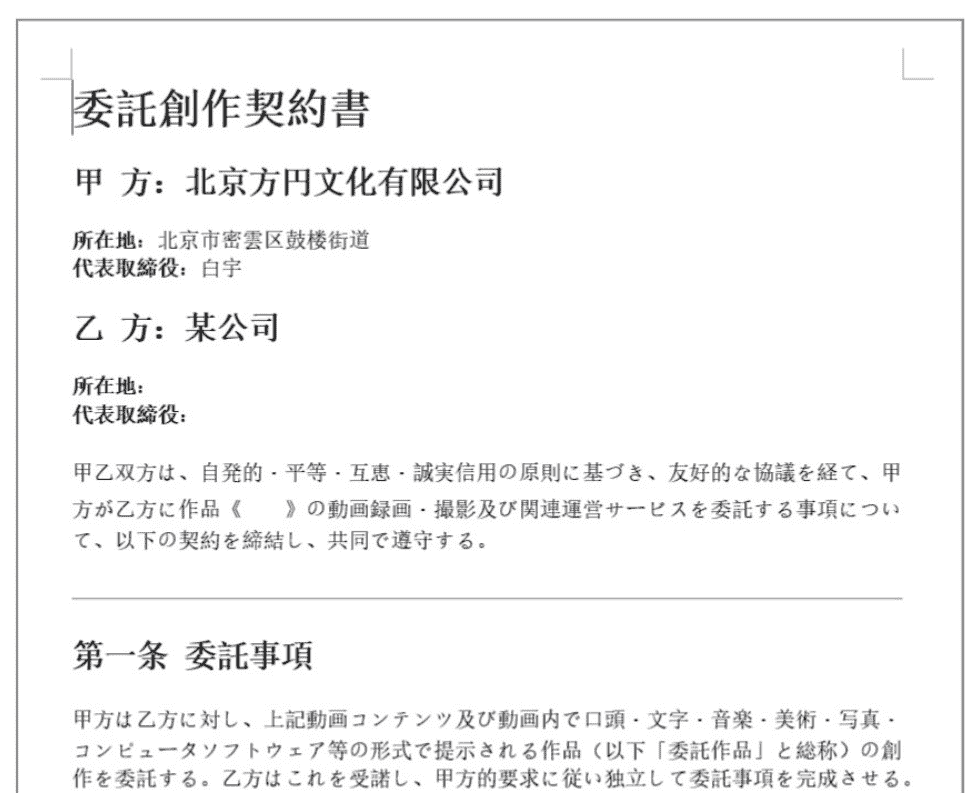 委託創作契約書
甲 方：北京方円文化有限公司
所在地：北京市密雲区鼓楼街道
代表取締役：白宇
乙 方：某公司
所在地：
代表取締役：
甲乙双方は、自発的・平等・互恵・誠実信用の原則に基づき、友好的な協議を経て、甲
方が乙方に作品《　　》の動画録画・撮影及び関連運営サービスを委託する事項につい
て、以下の契約を締結し、共同で遵守する。
第一条 委託事項
甲方は乙方に対し、上記動画コンテンツ及び動画内で口頭・文字・音楽・美術・写真・
コンピュータソフトウェア等の形式で提示される作品（以下「委託作品」と総称）の創
作を委託する。乙方はこれを受諾し、甲方的要求に従い独立して委託事項を完成させる。